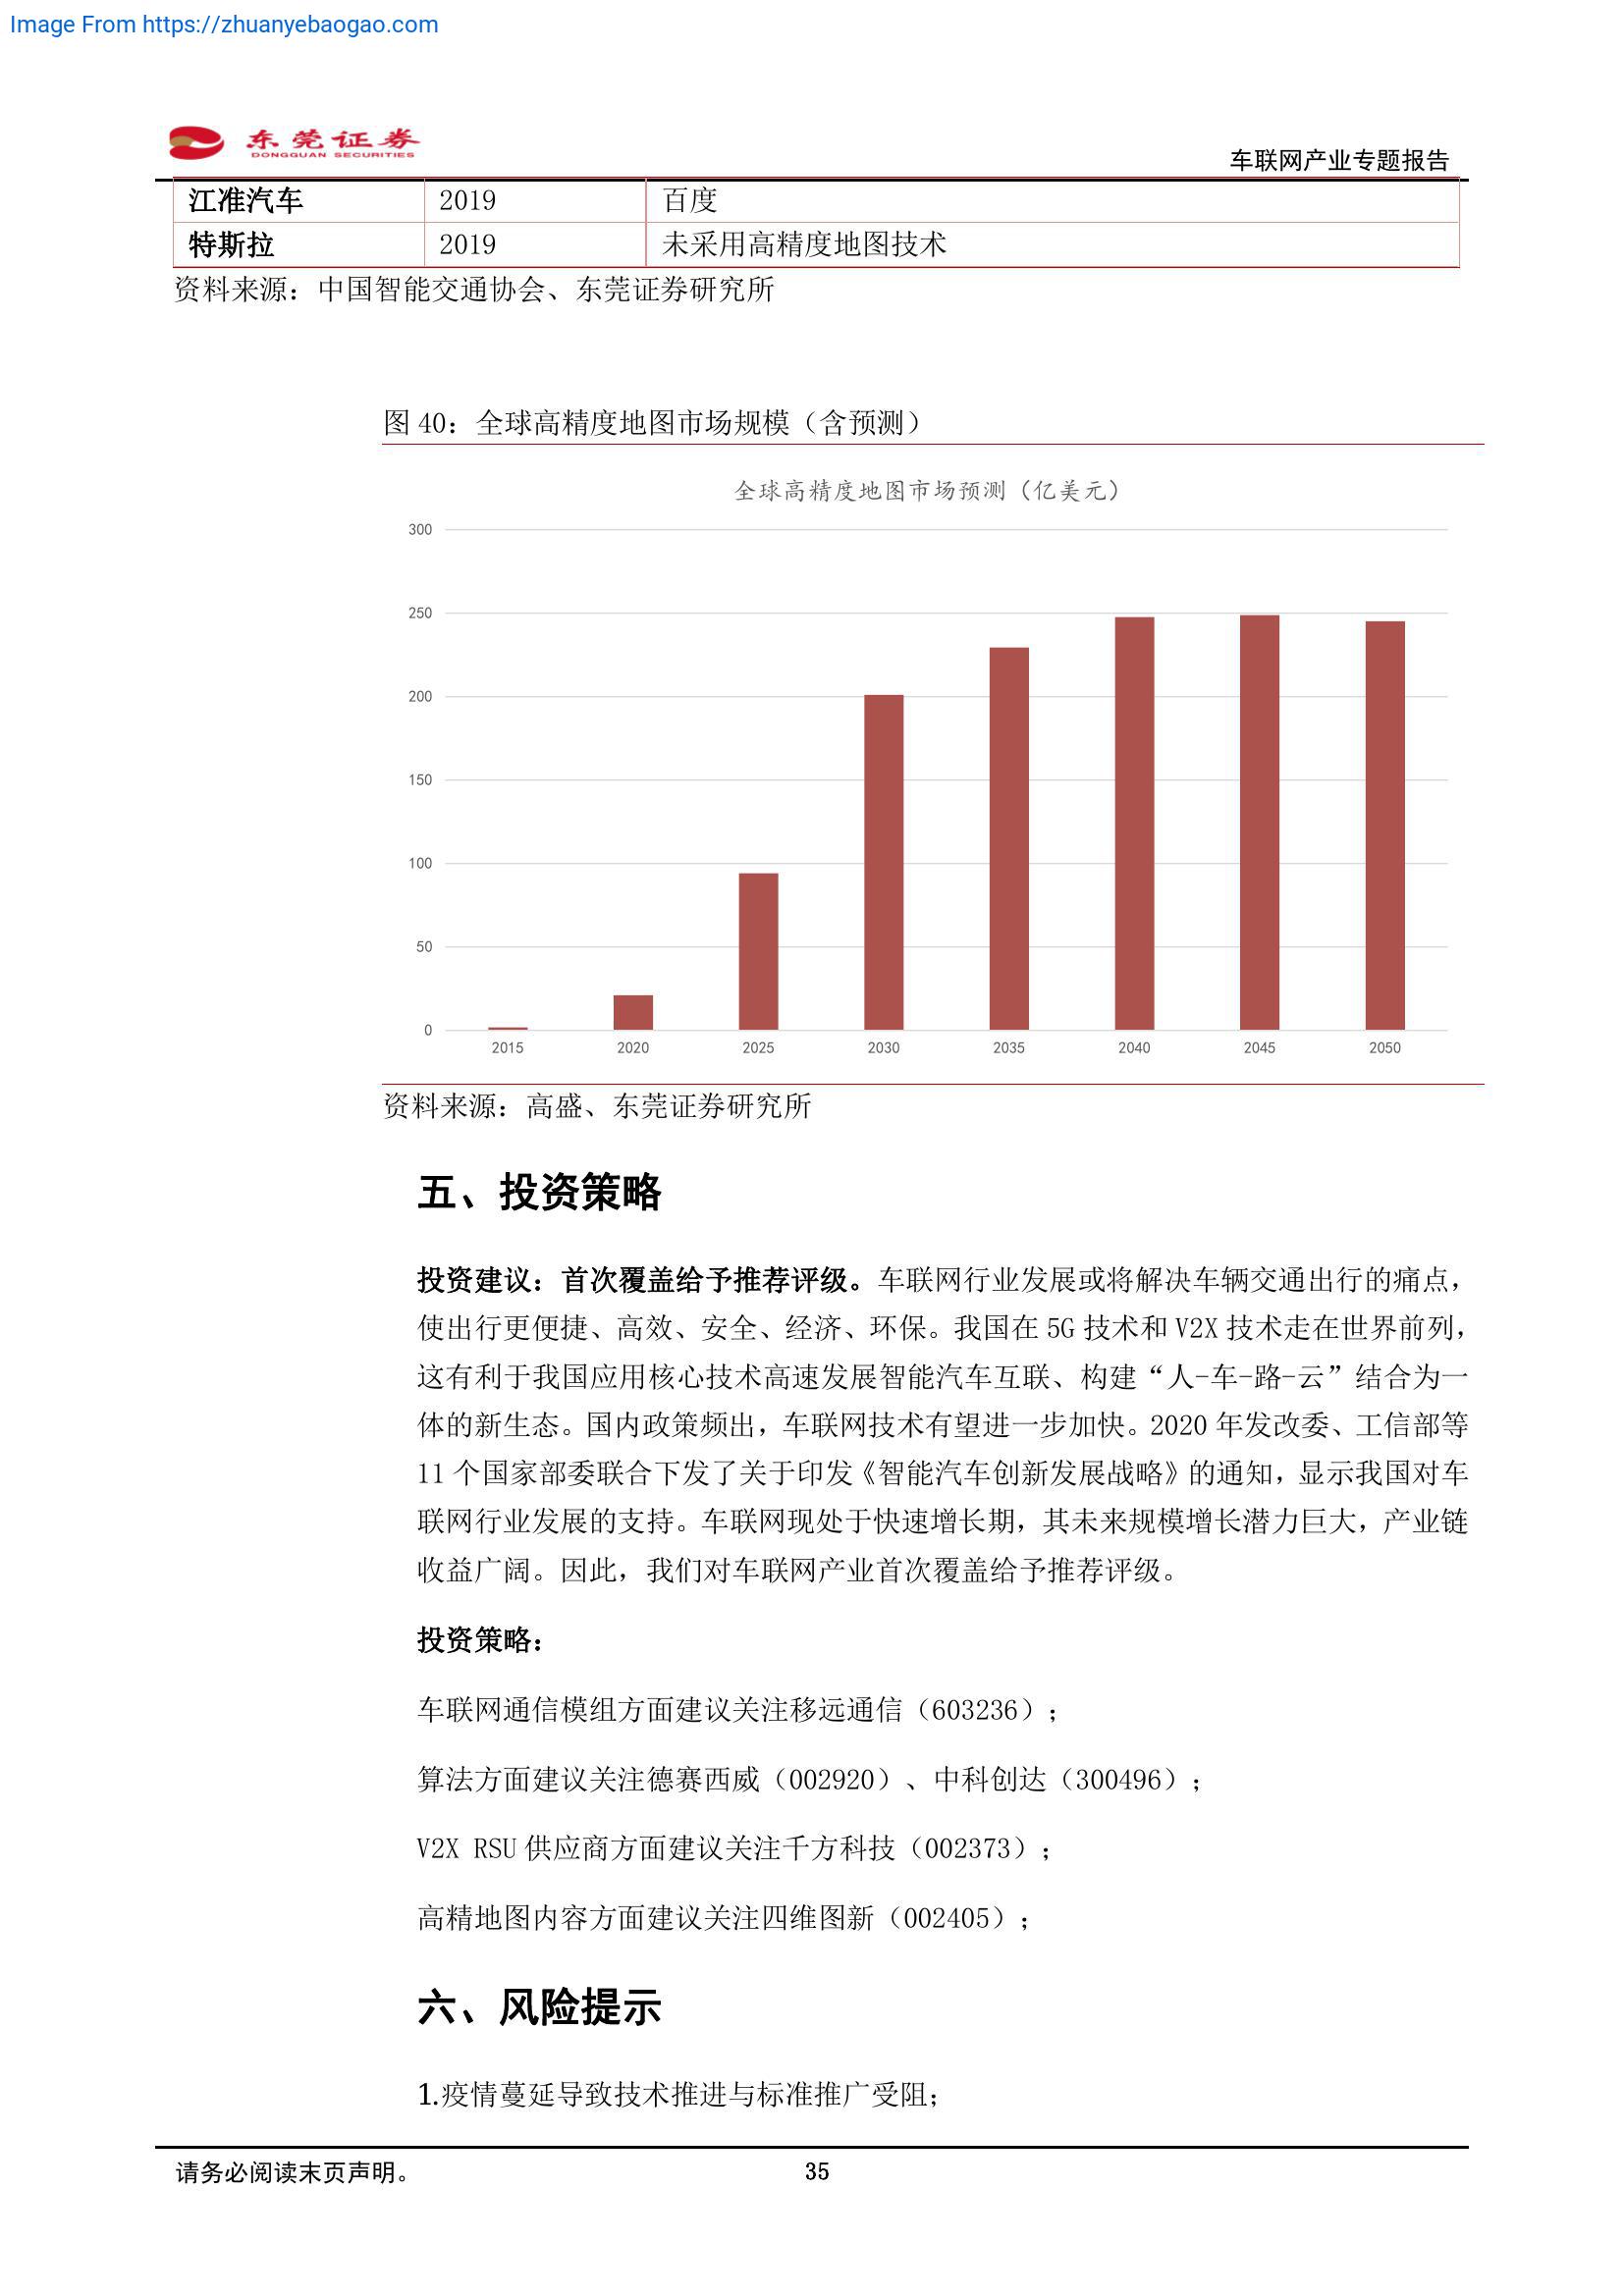 Image From https://zhuanyebaogao.com
东莞证券
DONGGUAN SECURITIES
车联网产业专题报告
江准汽车 2019 百度
特斯拉 2019 未采用高精度地图技术
资料来源：中国智能交通协会、东莞证券研究所
图 40：全球高精度地图市场规模（含预测）
全球高精度地图市场预测（亿美元）
300
250
200
150
100
50
0
2015 2020 2025 2030 2035 2040 2045 2050
资料来源：高盛、东莞证券研究所
五、投资策略
投资建议：首次覆盖给予推荐评级。车联网行业发展或将解决车辆交通出行的痛点，
使出行更便捷、高效、安全、经济、环保。我国在 5G 技术和 V2X 技术走在世界前列，
这有利于我国应用核心技术高速发展智能汽车互联、构建“人-车-路-云”结合为一
体的新生态。国内政策频出，车联网技术有望进一步加快。2020 年发改委、工信部等
11 个国家部委联合下发了关于印发《智能汽车创新发展战略》的通知，显示我国对车
联网行业发展的支持。车联网现处于快速增长期，其未来规模增长潜力巨大，产业链
收益广阔。因此，我们对车联网产业首次覆盖给予推荐评级。
投资策略：
车联网通信模组方面建议关注移远通信（603236）；
算法方面建议关注德赛西威（002920）、中科创达（300496）；
V2X RSU 供应商方面建议关注千方科技（002373）；
高精地图内容方面建议关注四维图新（002405）；
六、风险提示
1.疫情蔓延导致技术推进与标准推广受阻；
请务必阅读末页声明。 35